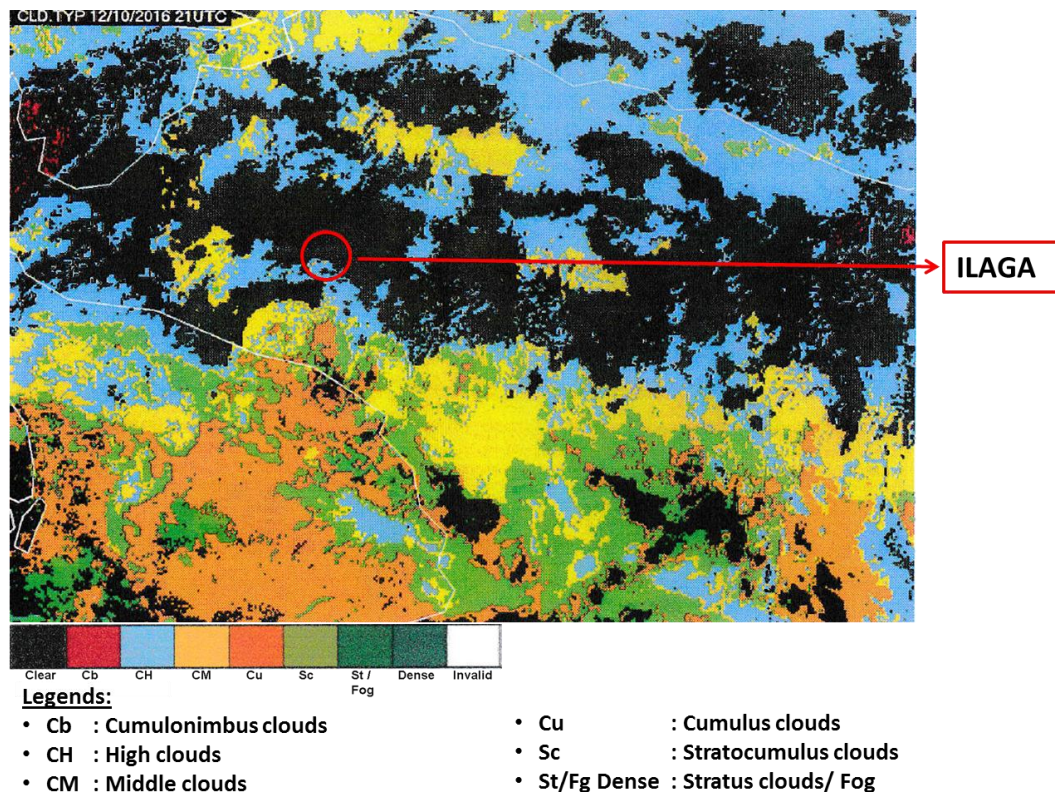 CLD.TYP 12/10/2016 21UTC
ILAGA
Clear Cb CH CM Cu Sc St / Fog Dense Invalid
Legends:
• Cb : Cumulonimbus clouds
• CH : High clouds
• CM : Middle clouds
• Cu : Cumulus clouds
• Sc : Stratocumulus clouds
• St/Fg Dense : Stratus clouds/ Fog